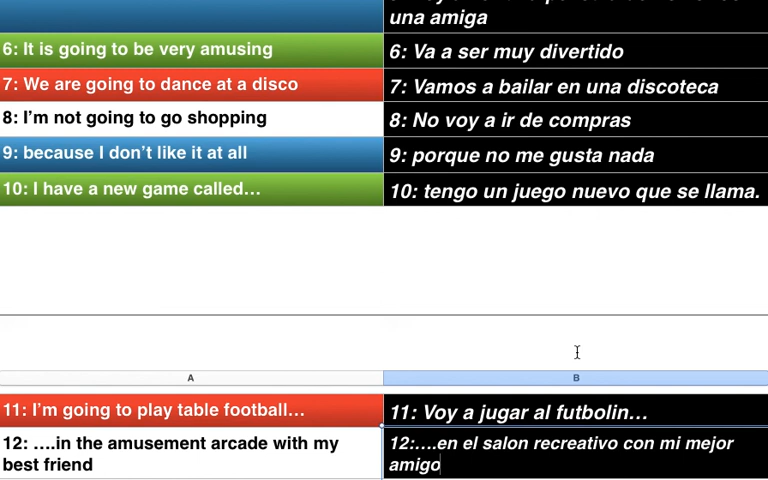 una amiga
6: It is going to be very amusing
6: Va a ser muy divertido
7: We are going to dance at a disco
7: Vamos a bailar en una discoteca
8: I’m not going to go shopping
8: No voy a ir de compras
9: because I don’t like it at all
9: porque no me gusta nada
10: I have a new game called…
10: tengo un juego nuevo que se llama.
A
B
11: I’m going to play table football…
11: Voy a jugar al futbolin…
12: ….in the amusement arcade with my
best friend
12:….en el salon recreativo con mi mejor
amigo